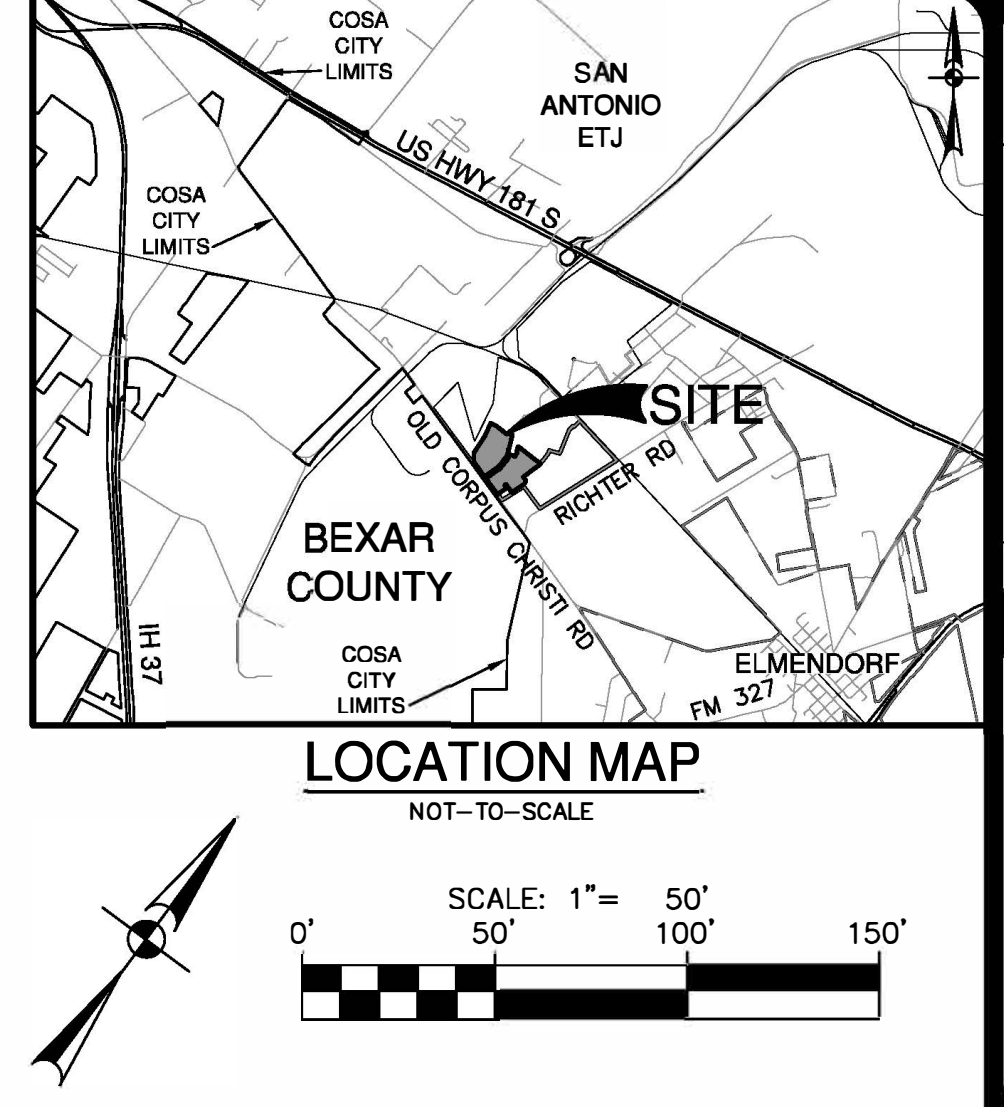 COSA
CITY
LIMITS
SAN
ANTONIO
ETJ
US HWY 181 S
COSA
CITY
LIMITS
SITE
OLD CORPUS CHRISTI RD
RICHTER RD
BEXAR
COUNTY
IH 37
COSA
CITY
LIMITS
ELMENDORF
FM 327
LOCATION MAP
NOT-TO-SCALE
SCALE: 1"= 50'
0' 50' 100' 150'